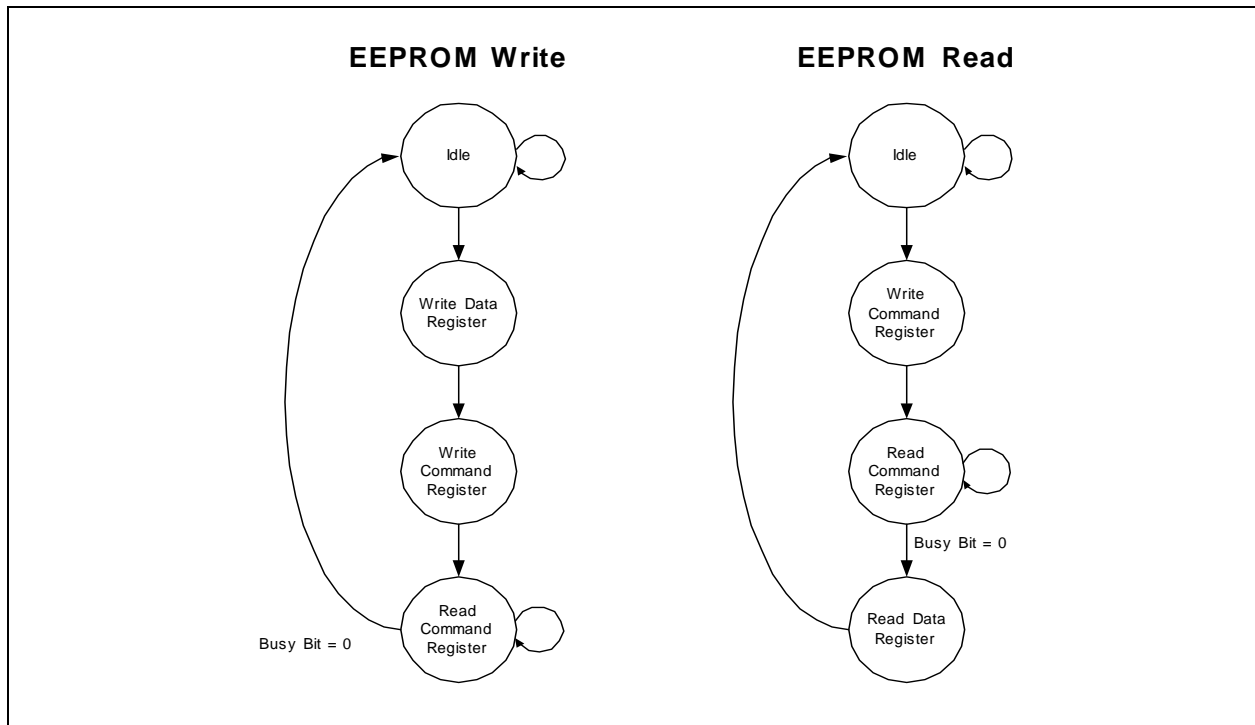 EEPROM Write
Idle
Write Data
Register
Write
Command
Register
Read
Command
Register
Busy Bit = 0
EEPROM Read
Idle
Write
Command
Register
Read
Command
Register
Busy Bit = 0
Read Data
Register